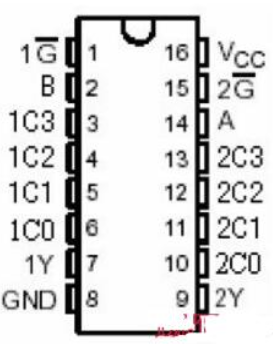 1G̅ 1 16 VCC
B 2 15 2G̅
1C3 3 14 A
1C2 4 13 2C3
1C1 5 12 2C2
1C0 6 11 2C1
1Y 7 10 2C0
GND 8 9 2Y